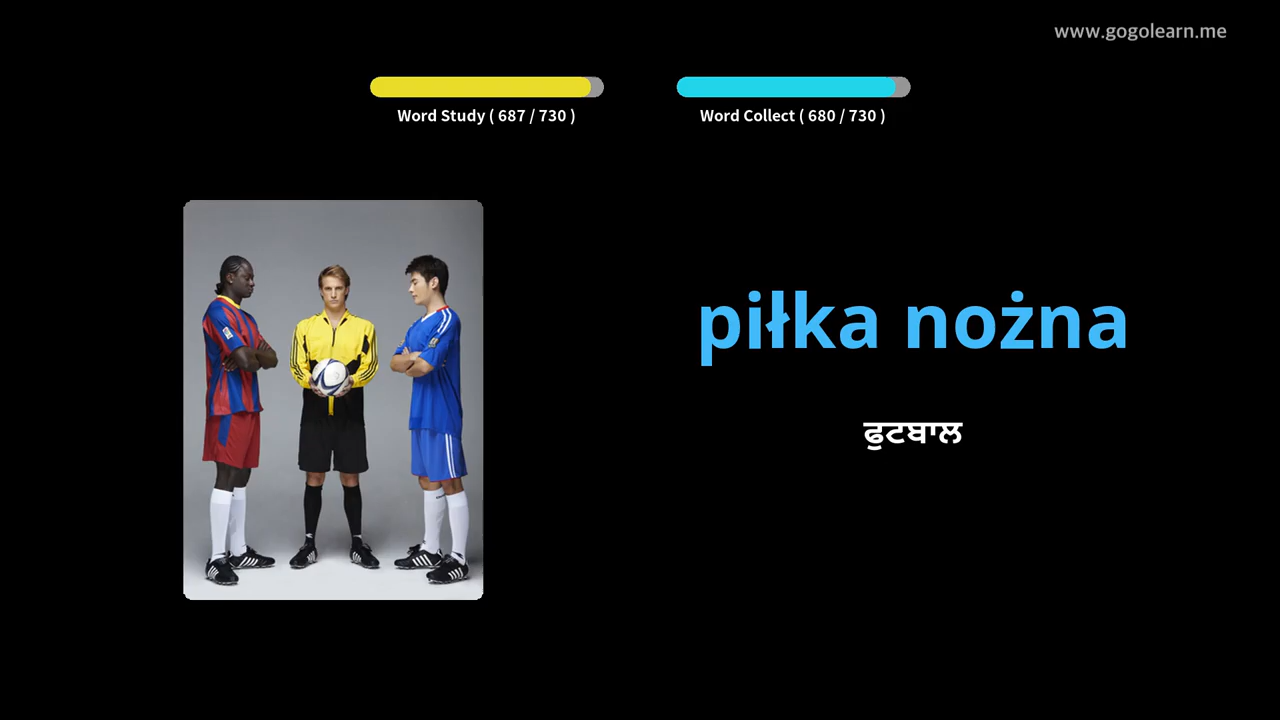 www.gogolearn.me
Word Study ( 687 / 730 )
Word Collect ( 680 / 730 )
piłka nożna
ਫੁਟਬਾਲ